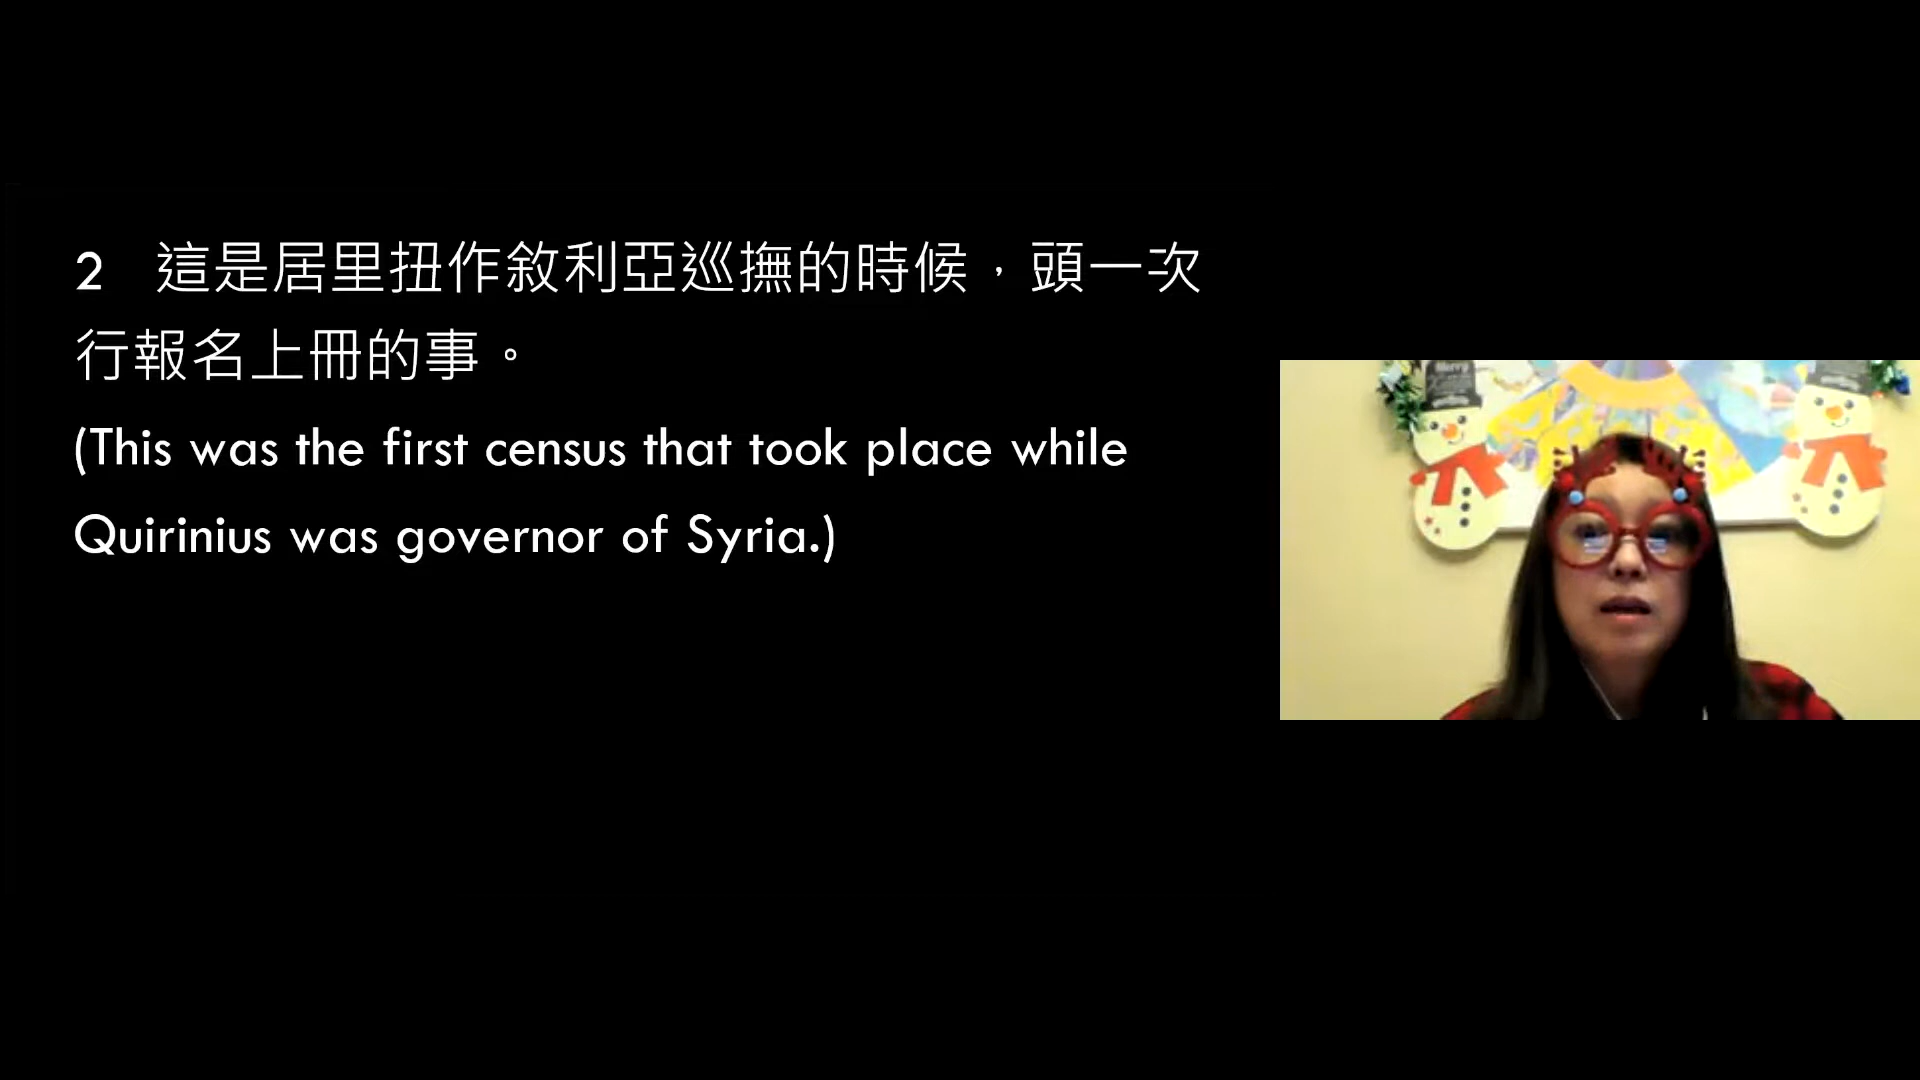 2 這是居里扭作敘利亞巡撫的時候，頭一次
行報名上冊的事。
(This was the first census that took place while
Quirinius was governor of Syria.)
Merry